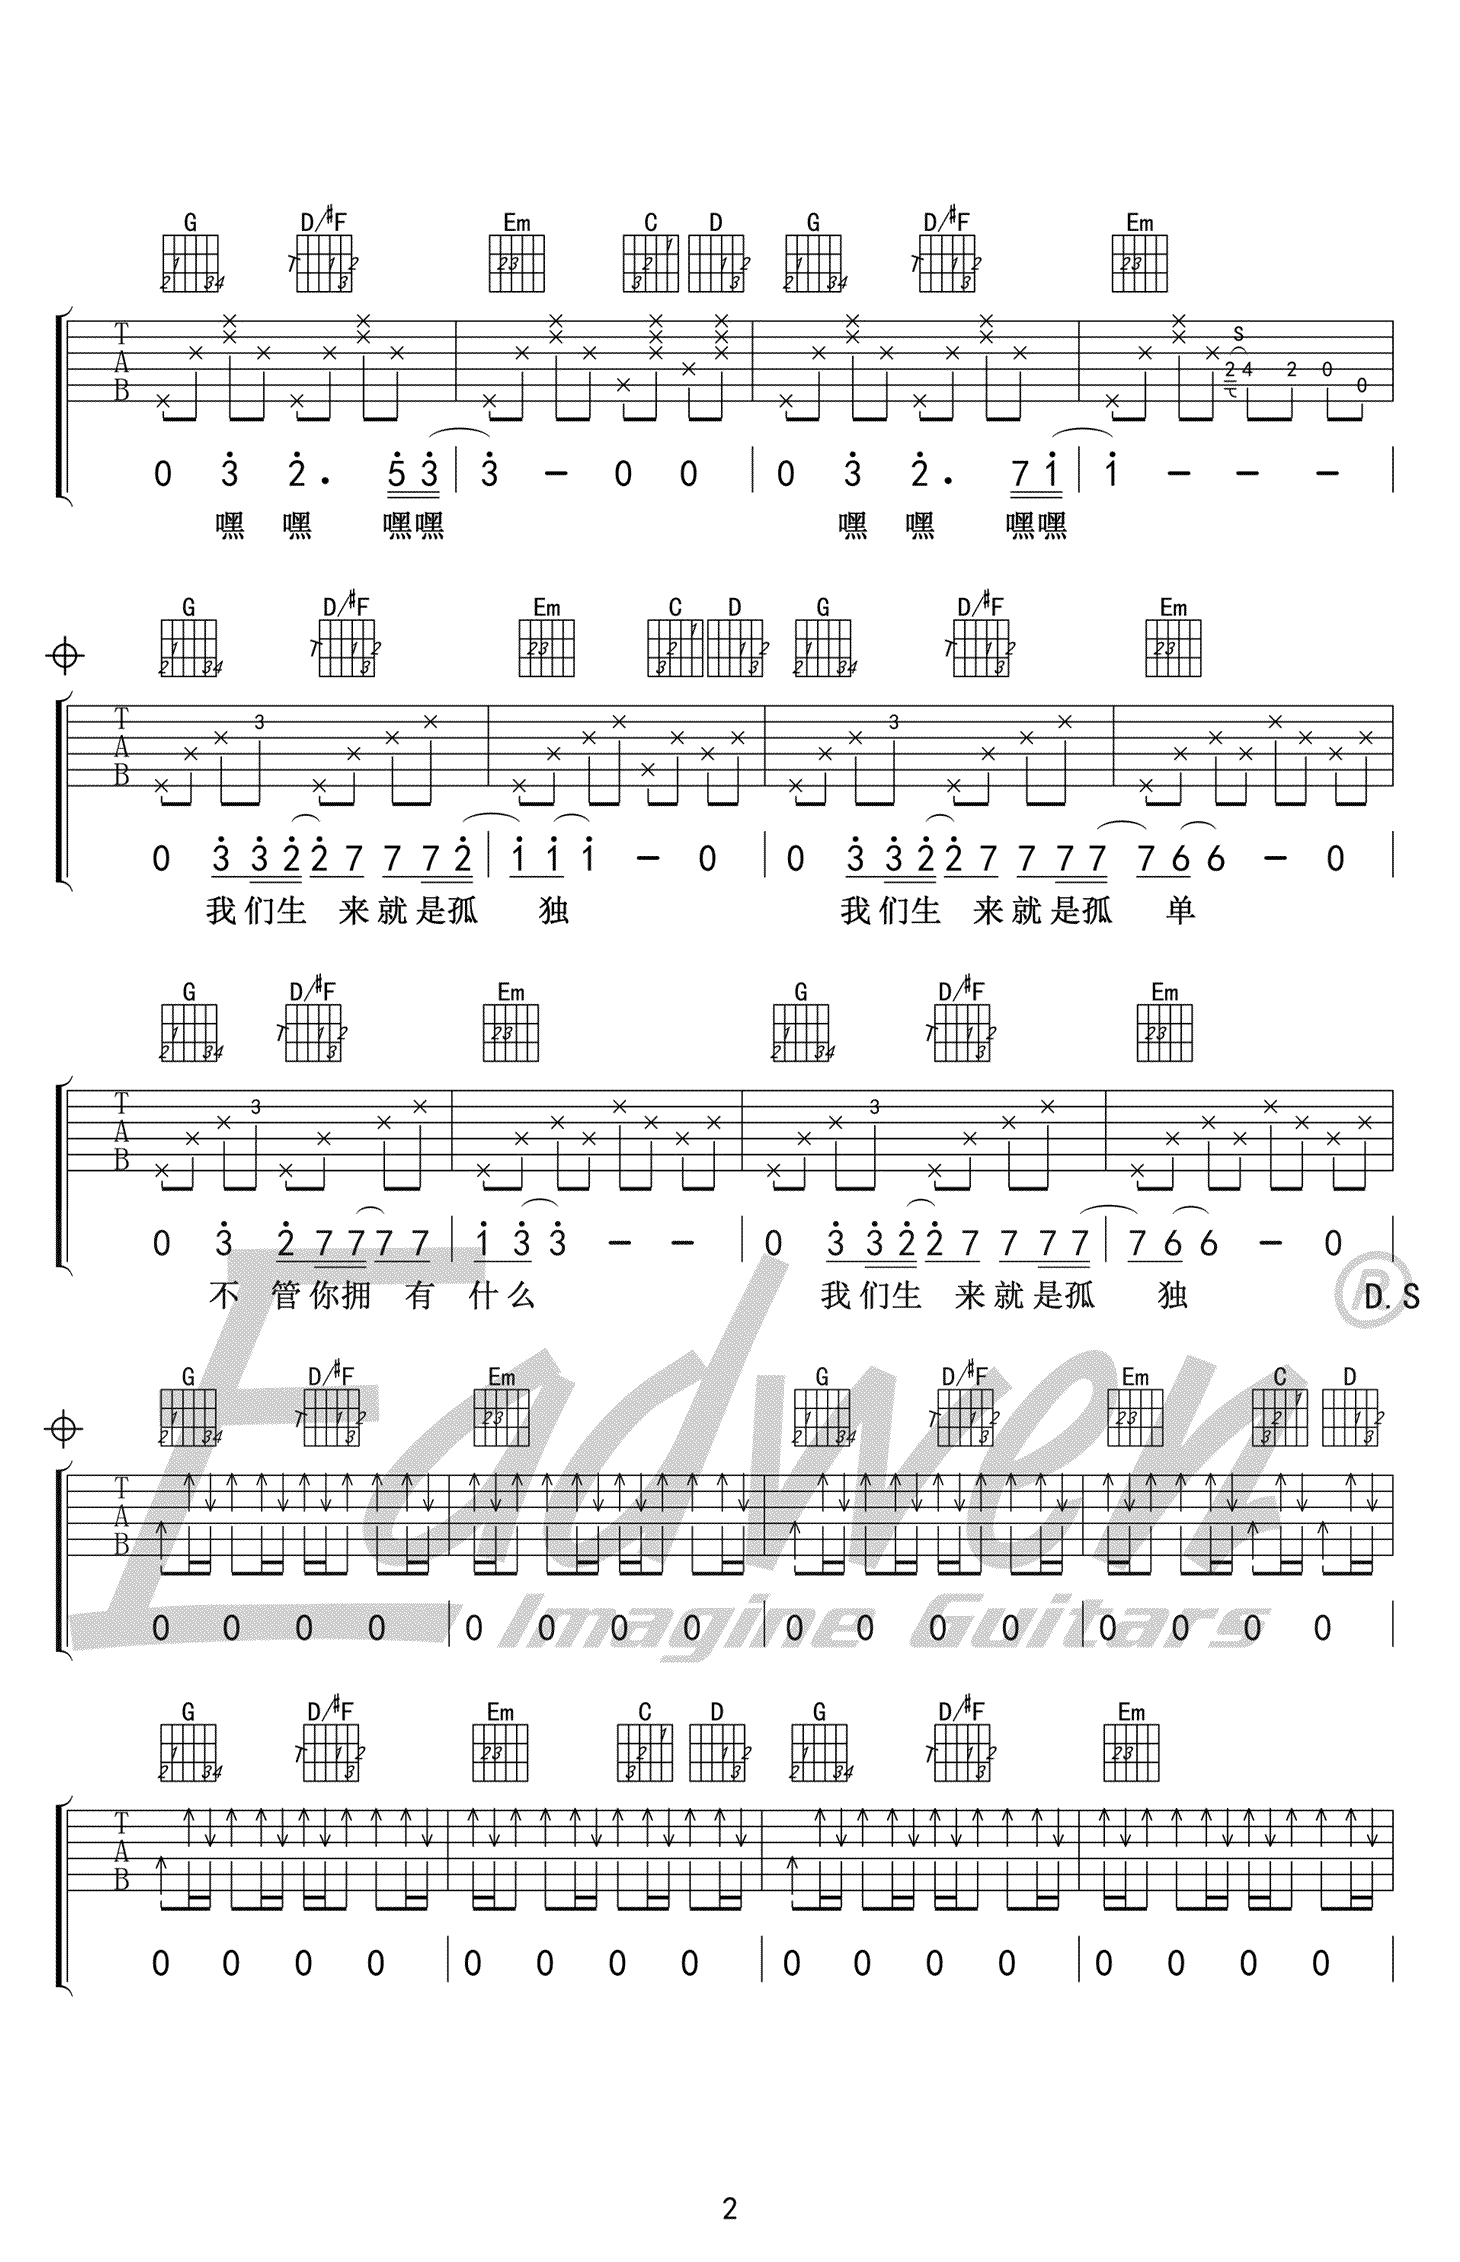 G D/#F Em C D G D/#F Em
T A B S 2 4 2 0 0
0 3 2. 5 3 3 - 0 0 0 3 2. 7 1 1 - - -
嘿 嘿 嘿嘿 嘿 嘿 嘿嘿
G D/#F Em C D G D/#F Em
T A B 3 3
0 3 3 2 2 7 7 7 2 1 1 1 - 0 0 3 3 2 2 7 7 7 7 7 6 6 - 0
我 们生 来 就 是孤 独 我 们生 来 就 是孤 单
G D/#F Em G D/#F Em
T A B 3 3
0 3 2 7 7 7 7 1 3 3 - - 0 3 3 2 2 7 7 7 7 7 6 6 - 0
不 管 你拥 有 什 么 我 们生 来 就 是孤 独 D.S
G D/#F Em G D/#F Em C D
T A B
0 0 0 0 0 0 0 0 0 0 0 0 0 0 0 0
Eadwen®
Imagine Guitars
G D/#F Em C D G D/#F Em
T A B
0 0 0 0 0 0 0 0 0 0 0 0 0 0 0 0
2